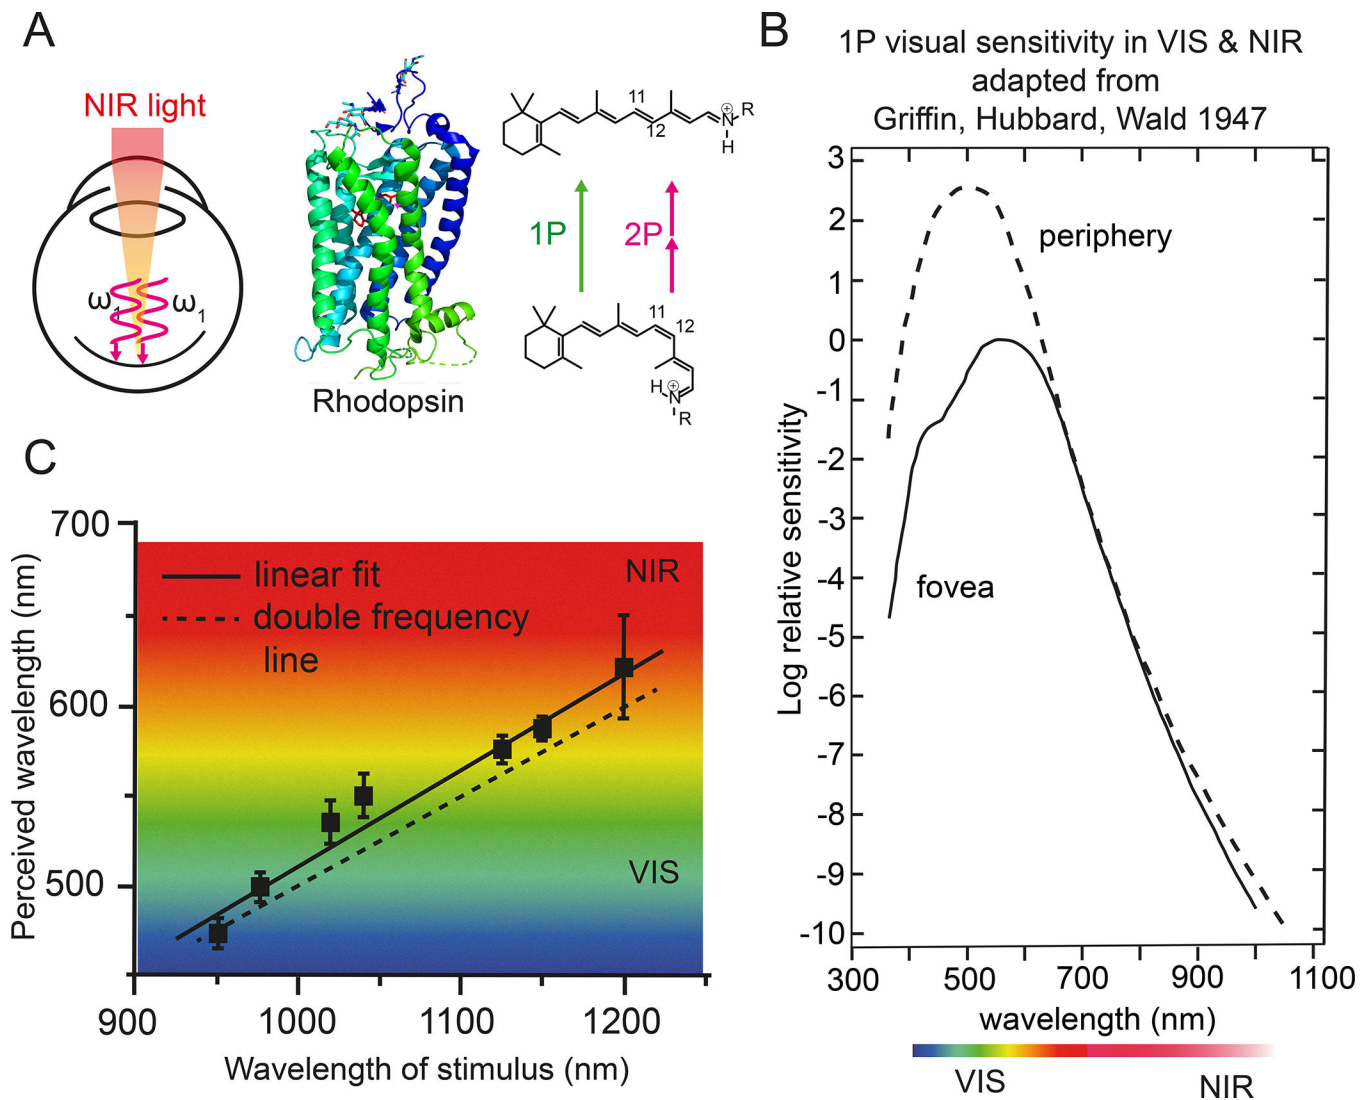 A
NIR light
ω1 ω1
Rhodopsin
11
12
N
+
R
H
1P
2P
11
12
H
N
+
R
B
1P visual sensitivity in VIS & NIR
adapted from
Griffin, Hubbard, Wald 1947
Log relative sensitivity
3
2
1
0
-1
-2
-3
-4
-5
-6
-7
-8
-9
-10
periphery
fovea
300 500 700 900 1100
wavelength (nm)
VIS
NIR
C
Perceived wavelength (nm)
700
600
500
linear fit
double frequency
line
NIR
VIS
900 1000 1100 1200
Wavelength of stimulus (nm)